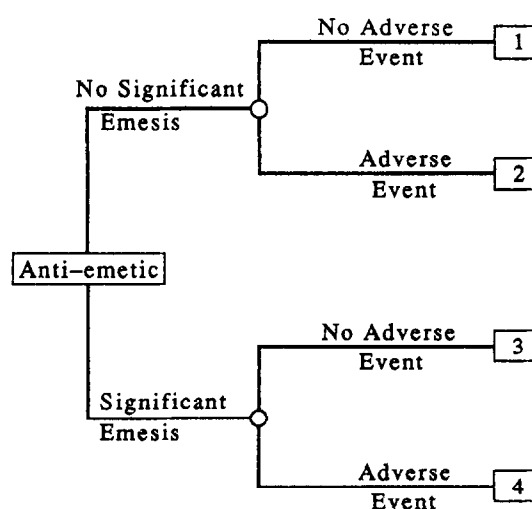 No Adverse
Event
1
No Significant
Emesis
Adverse
Event
2
Anti-emetic
No Adverse
Event
3
Significant
Emesis
Adverse
Event
4